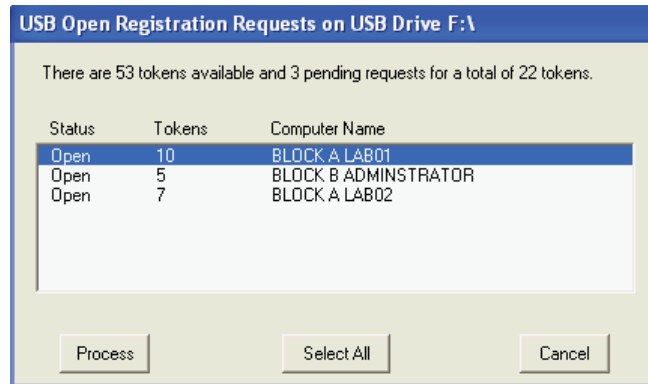 USB Open Registration Requests on USB Drive F:\
There are 53 tokens available and 3 pending requests for a total of 22 tokens.
Status Tokens Computer Name
Open 10 BLOCK A LAB01
Open 5 BLOCK B ADMINSTRATOR
Open 7 BLOCK A LAB02
Process Select All Cancel